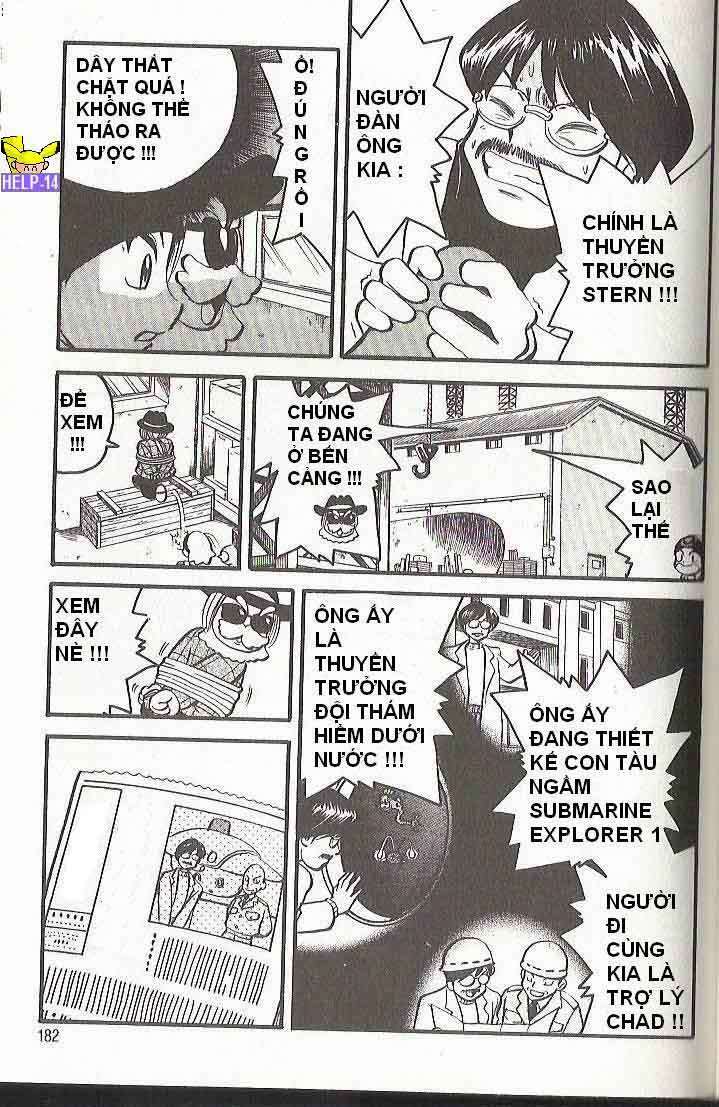 NGƯỜI
ĐÀN
ÔNG
KIA :
CHÍNH LÀ
THUYỀN
TRƯỞNG
STERN !!!
Ồ!
Đ
Ú
N
G
R
Ồ
I
DÂY THẤT
CHẶT QUÁ !
KHÔNG THỂ
THÁO RA
ĐƯỢC !!!
HELP-14
SAO
LẠI
THẾ
CHÚNG
TA ĐANG
Ở BẾN
CẢNG !!!
ĐỂ
XEM
!!!
XEM
ĐÂY
NÈ !!!
ÔNG ẤY
LÀ
THUYỀN
TRƯỞNG
ĐỘI THÁM
HIỂM DƯỚI
NƯỚC !!!
ÔNG ẤY
ĐANG THIẾT
KẾ CON TÀU
NGẦM
SUBMARINE
EXPLORER 1
NGƯỜI
ĐI
CÙNG
KIA LÀ
TRỢ LÝ
CHAD !!
182